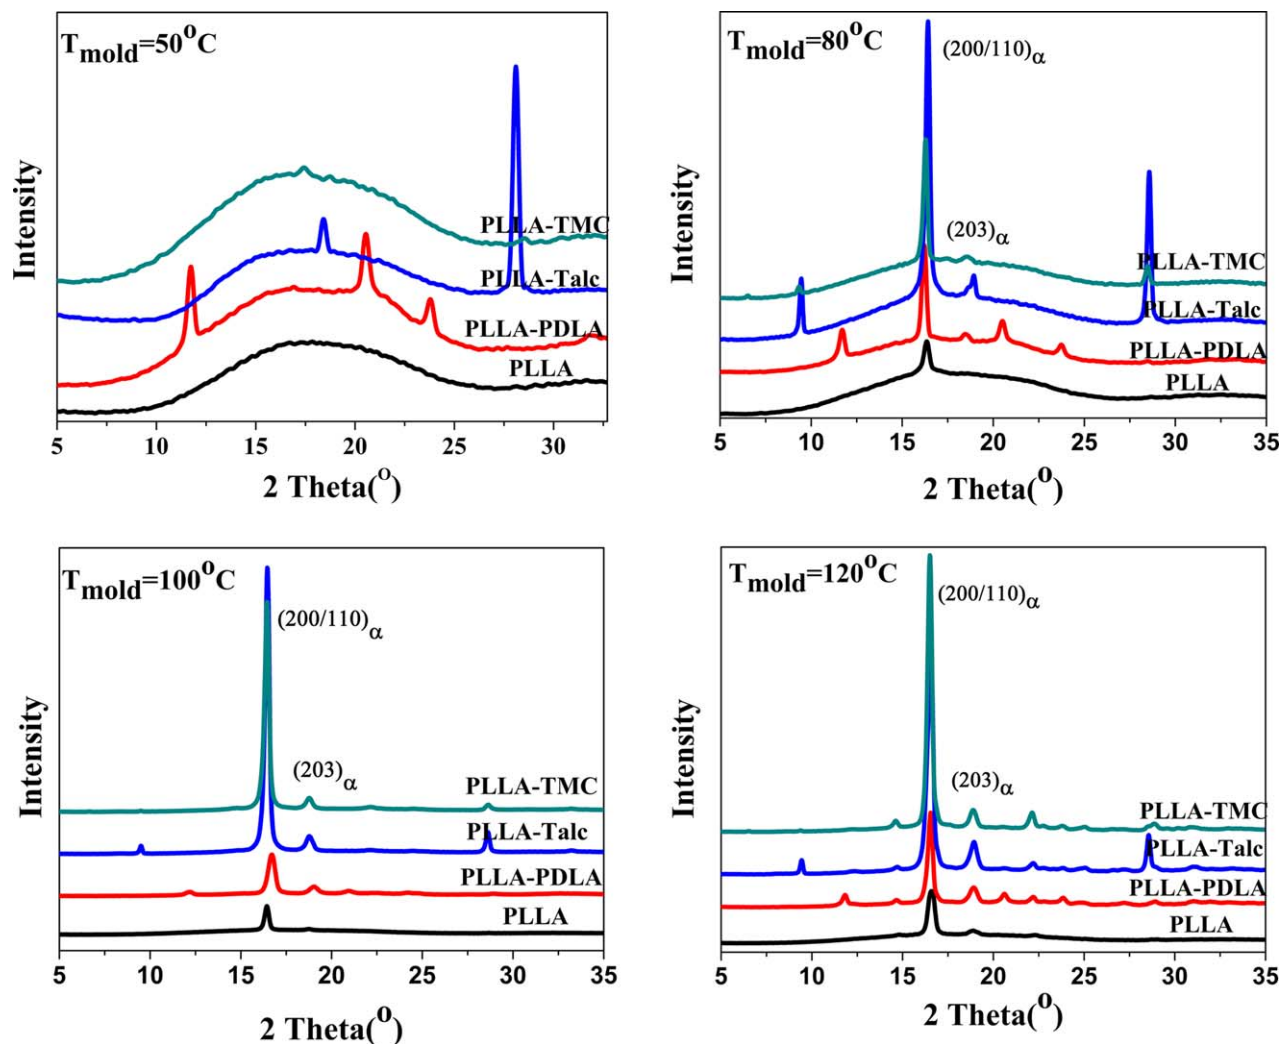 T_mold=50°C
Intensity
PLLA-TMC
PLLA-Talc
PLLA-PDLA
PLLA
5 10 15 20 25 30
2 Theta(°)
T_mold=80°C
(200/110)α
(203)α
Intensity
PLLA-TMC
PLLA-Talc
PLLA-PDLA
PLLA
5 10 15 20 25 30 35
2 Theta(°)
T_mold=100°C
(200/110)α
(203)α
Intensity
PLLA-TMC
PLLA-Talc
PLLA-PDLA
PLLA
5 10 15 20 25 30 35
2 Theta(°)
T_mold=120°C
(200/110)α
(203)α
Intensity
PLLA-TMC
PLLA-Talc
PLLA-PDLA
PLLA
5 10 15 20 25 30 35
2 Theta(°)